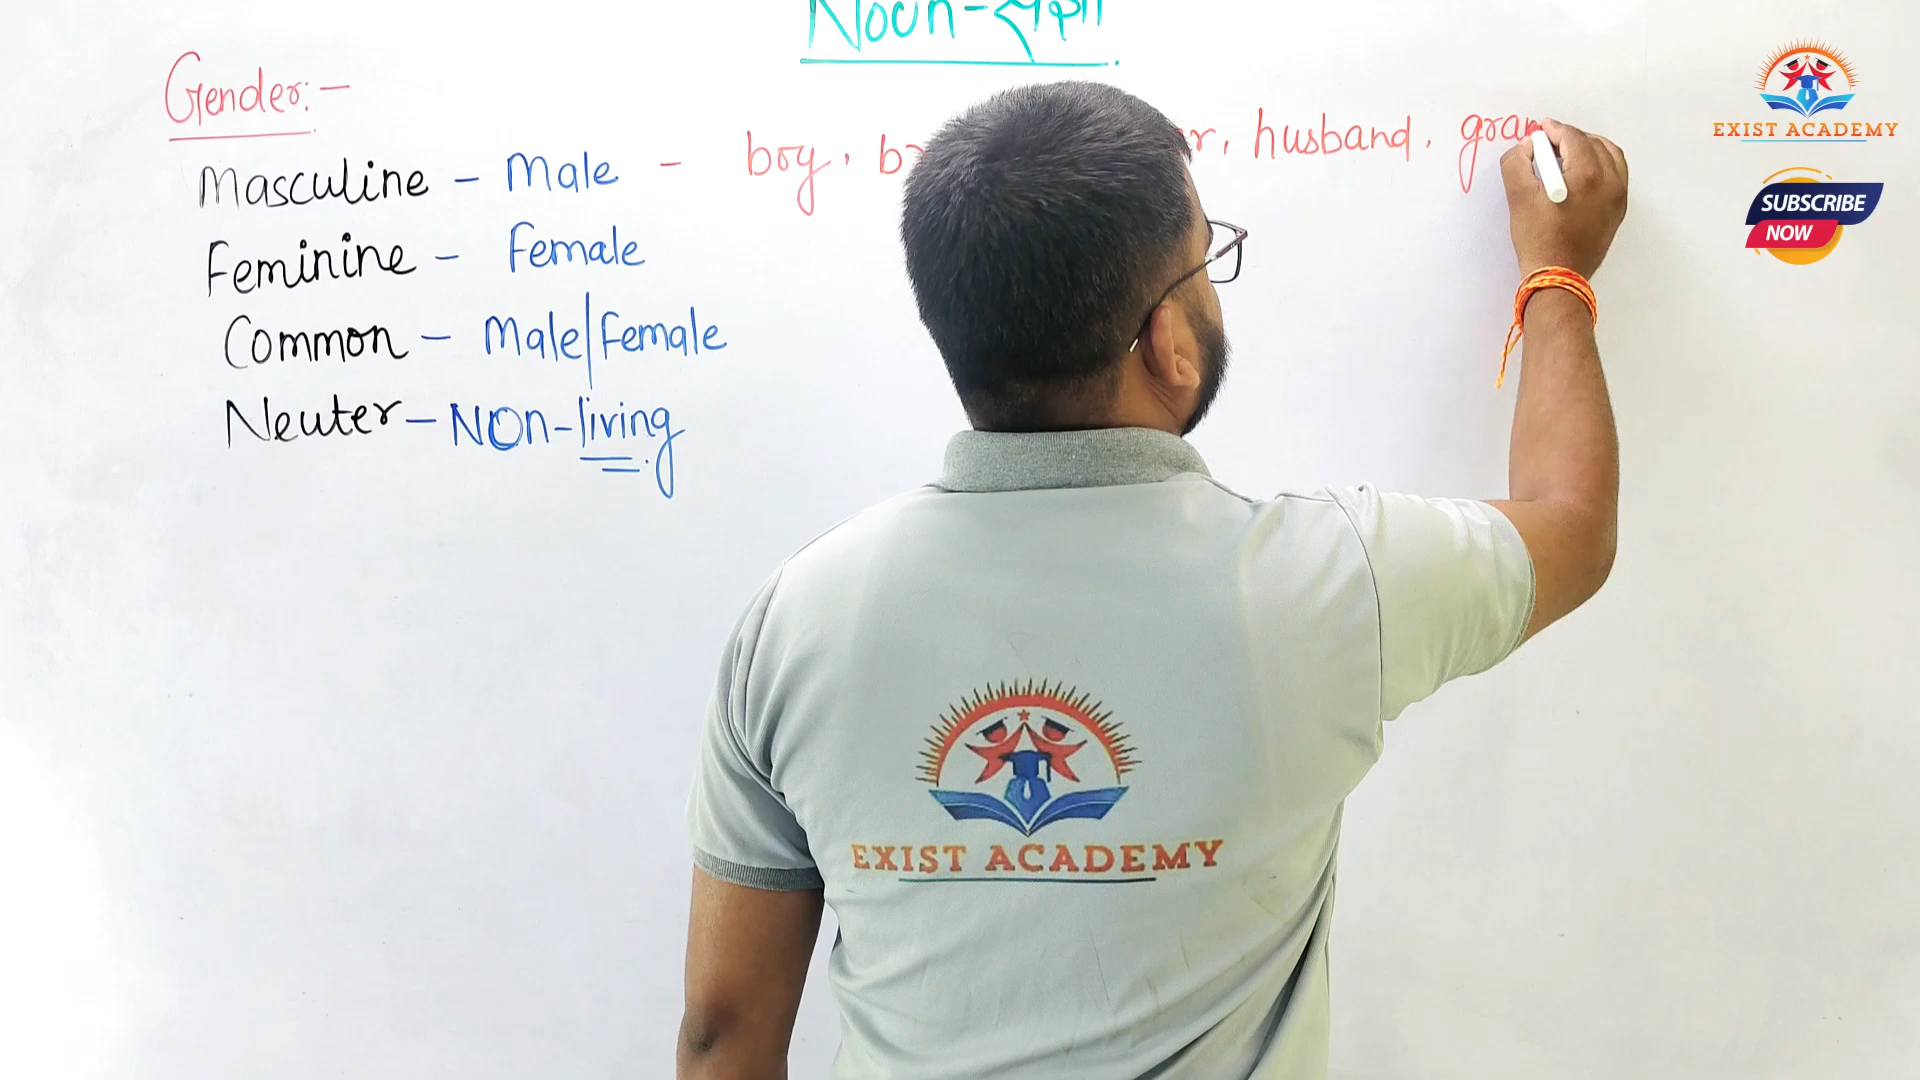 Noun-संज्ञा
Gender:-
Masculine - Male - boy, husband,
Feminine - Female
Common - Male/Female
Neuter - NON-living
EXIST ACADEMY
SUBSCRIBE
NOW
EXIST ACADEMY